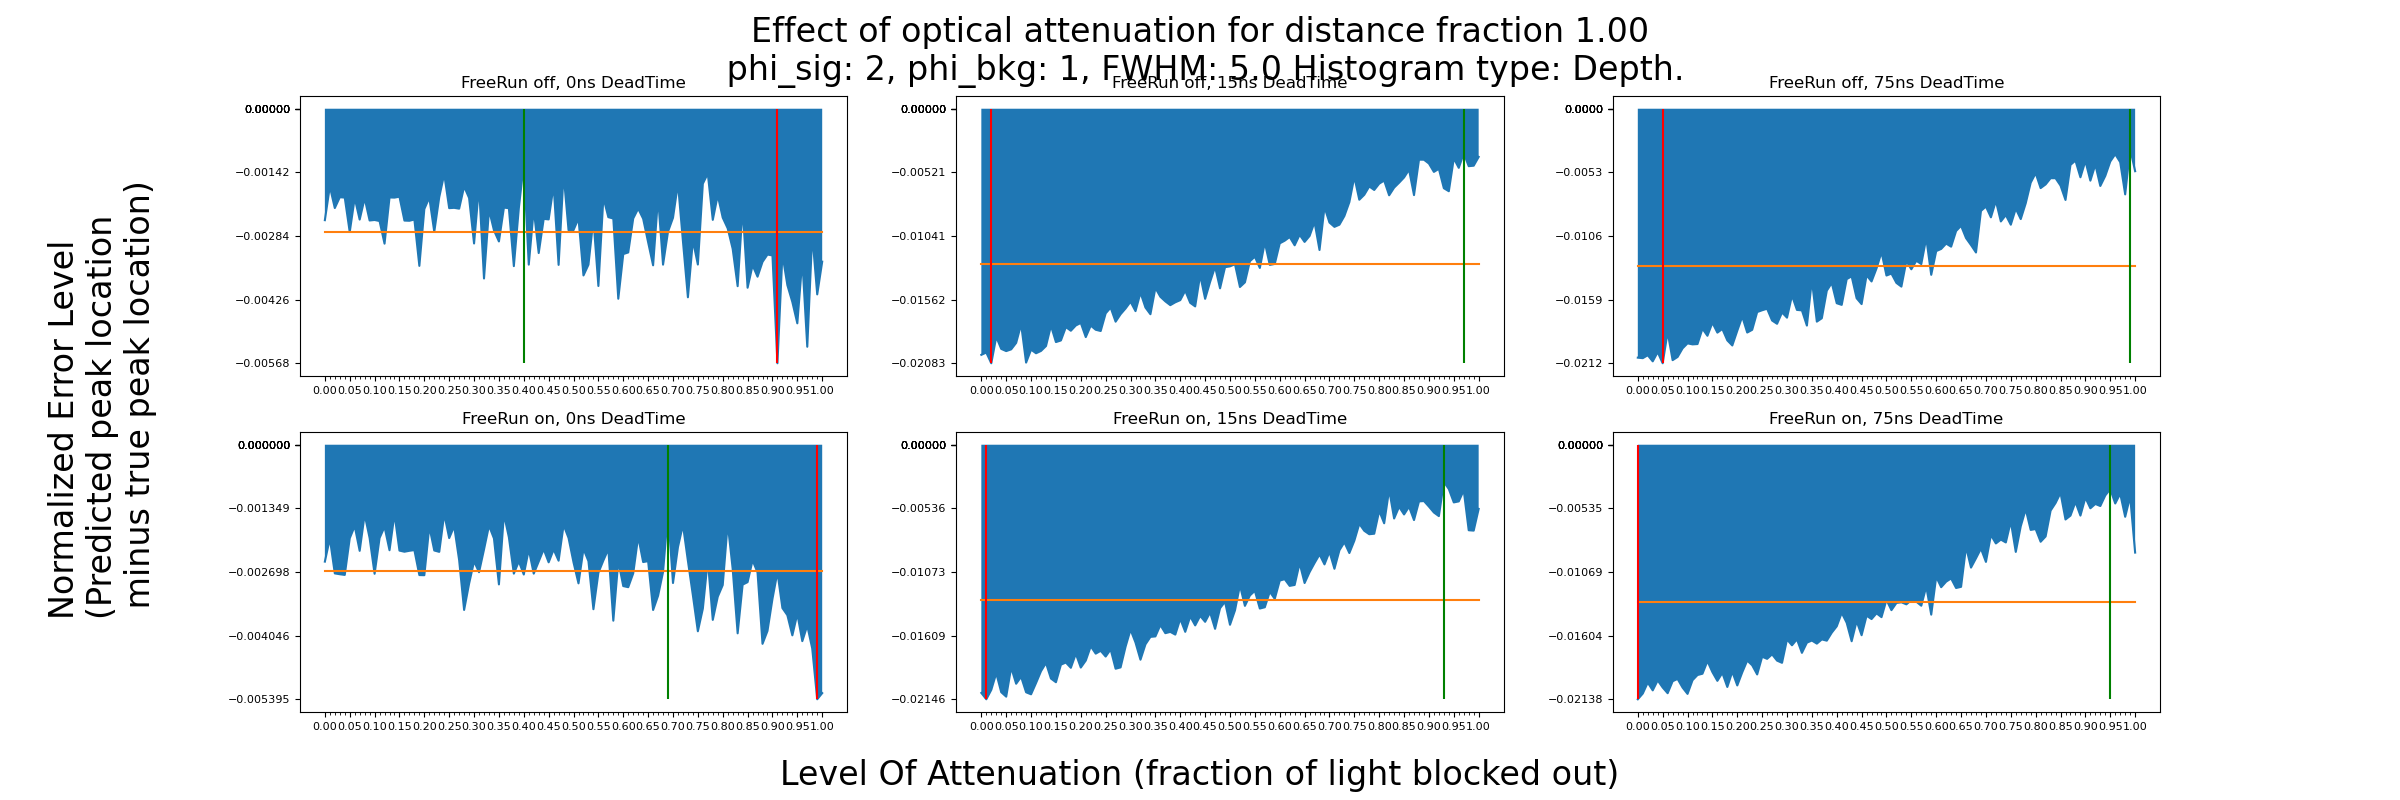 Effect of optical attenuation for distance fraction 1.00
phi_sig: 2, phi_bkg: 1, FWHM: 5.0 Histogram type: Depth.
Normalized Error Level
(Predicted peak location
minus true peak location)
FreeRun off, 0ns DeadTime
0.00000
−0.00142
−0.00284
−0.00426
−0.00568
0.00 0.05 0.10 0.15 0.20 0.25 0.30 0.35 0.40 0.45 0.50 0.55 0.60 0.65 0.70 0.75 0.80 0.85 0.90 0.95 1.00
FreeRun off, 15ns DeadTime
0.00000
−0.00521
−0.01041
−0.01562
−0.02083
0.00 0.05 0.10 0.15 0.20 0.25 0.30 0.35 0.40 0.45 0.50 0.55 0.60 0.65 0.70 0.75 0.80 0.85 0.90 0.95 1.00
FreeRun off, 75ns DeadTime
0.0000
−0.0053
−0.0106
−0.0159
−0.0212
0.00 0.05 0.10 0.15 0.20 0.25 0.30 0.35 0.40 0.45 0.50 0.55 0.60 0.65 0.70 0.75 0.80 0.85 0.90 0.95 1.00
FreeRun on, 0ns DeadTime
0.000000
−0.001349
−0.002698
−0.004046
−0.005395
0.00 0.05 0.10 0.15 0.20 0.25 0.30 0.35 0.40 0.45 0.50 0.55 0.60 0.65 0.70 0.75 0.80 0.85 0.90 0.95 1.00
FreeRun on, 15ns DeadTime
0.00000
−0.00536
−0.01073
−0.01609
−0.02146
0.00 0.05 0.10 0.15 0.20 0.25 0.30 0.35 0.40 0.45 0.50 0.55 0.60 0.65 0.70 0.75 0.80 0.85 0.90 0.95 1.00
FreeRun on, 75ns DeadTime
0.00000
−0.00535
−0.01069
−0.01604
−0.02138
0.00 0.05 0.10 0.15 0.20 0.25 0.30 0.35 0.40 0.45 0.50 0.55 0.60 0.65 0.70 0.75 0.80 0.85 0.90 0.95 1.00
Level Of Attenuation (fraction of light blocked out)